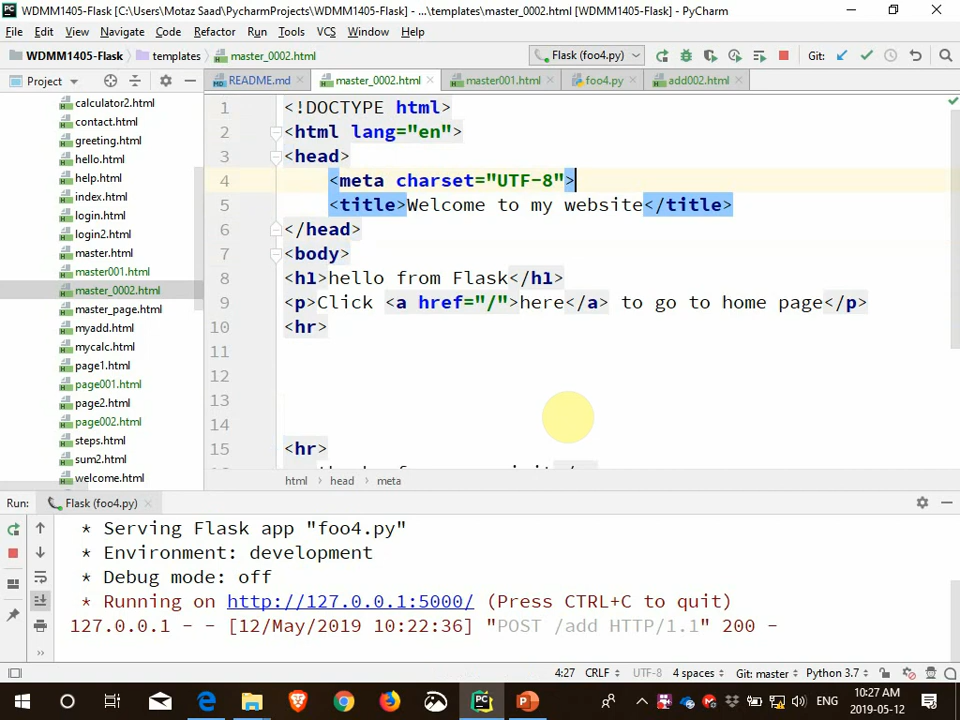 WDMM1405-Flask [C:\Users\Motaz Saad\PycharmProjects\WDMM1405-Flask] - ...\templates\master_0002.html [WDMM1405-Flask] - PyCharm
File Edit View Navigate Code Refactor Run Tools VCS Window Help
WDMM1405-Flask templates master_0002.html Flask (foo4.py) Git:
Project README.md master_0002.html master001.html foo4.py add002.html
calculator2.html
contact.html
greeting.html
hello.html
help.html
index.html
login.html
login2.html
master.html
master001.html
master_0002.html
master_page.html
myadd.html
mycalc.html
page1.html
page001.html
page2.html
page002.html
steps.html
sum2.html
welcome.html
1 <!DOCTYPE html>
2 <html lang="en">
3 <head>
4 <meta charset="UTF-8">
5 <title>Welcome to my website</title>
6 </head>
7 <body>
8 <h1>hello from Flask</h1>
9 <p>Click <a href="/">here</a> to go to home page</p>
10 <hr>
11
12
13
14
15 <hr>
html head meta
Run: Flask (foo4.py)
* Serving Flask app "foo4.py"
* Environment: development
* Debug mode: off
* Running on http://127.0.0.1:5000/ (Press CTRL+C to quit)
127.0.0.1 - - [12/May/2019 10:22:36] "POST /add HTTP/1.1" 200 -
4:27 CRLF UTF-8 4 spaces Git: master Python 3.7
ENG
10:27 AM
2019-05-12